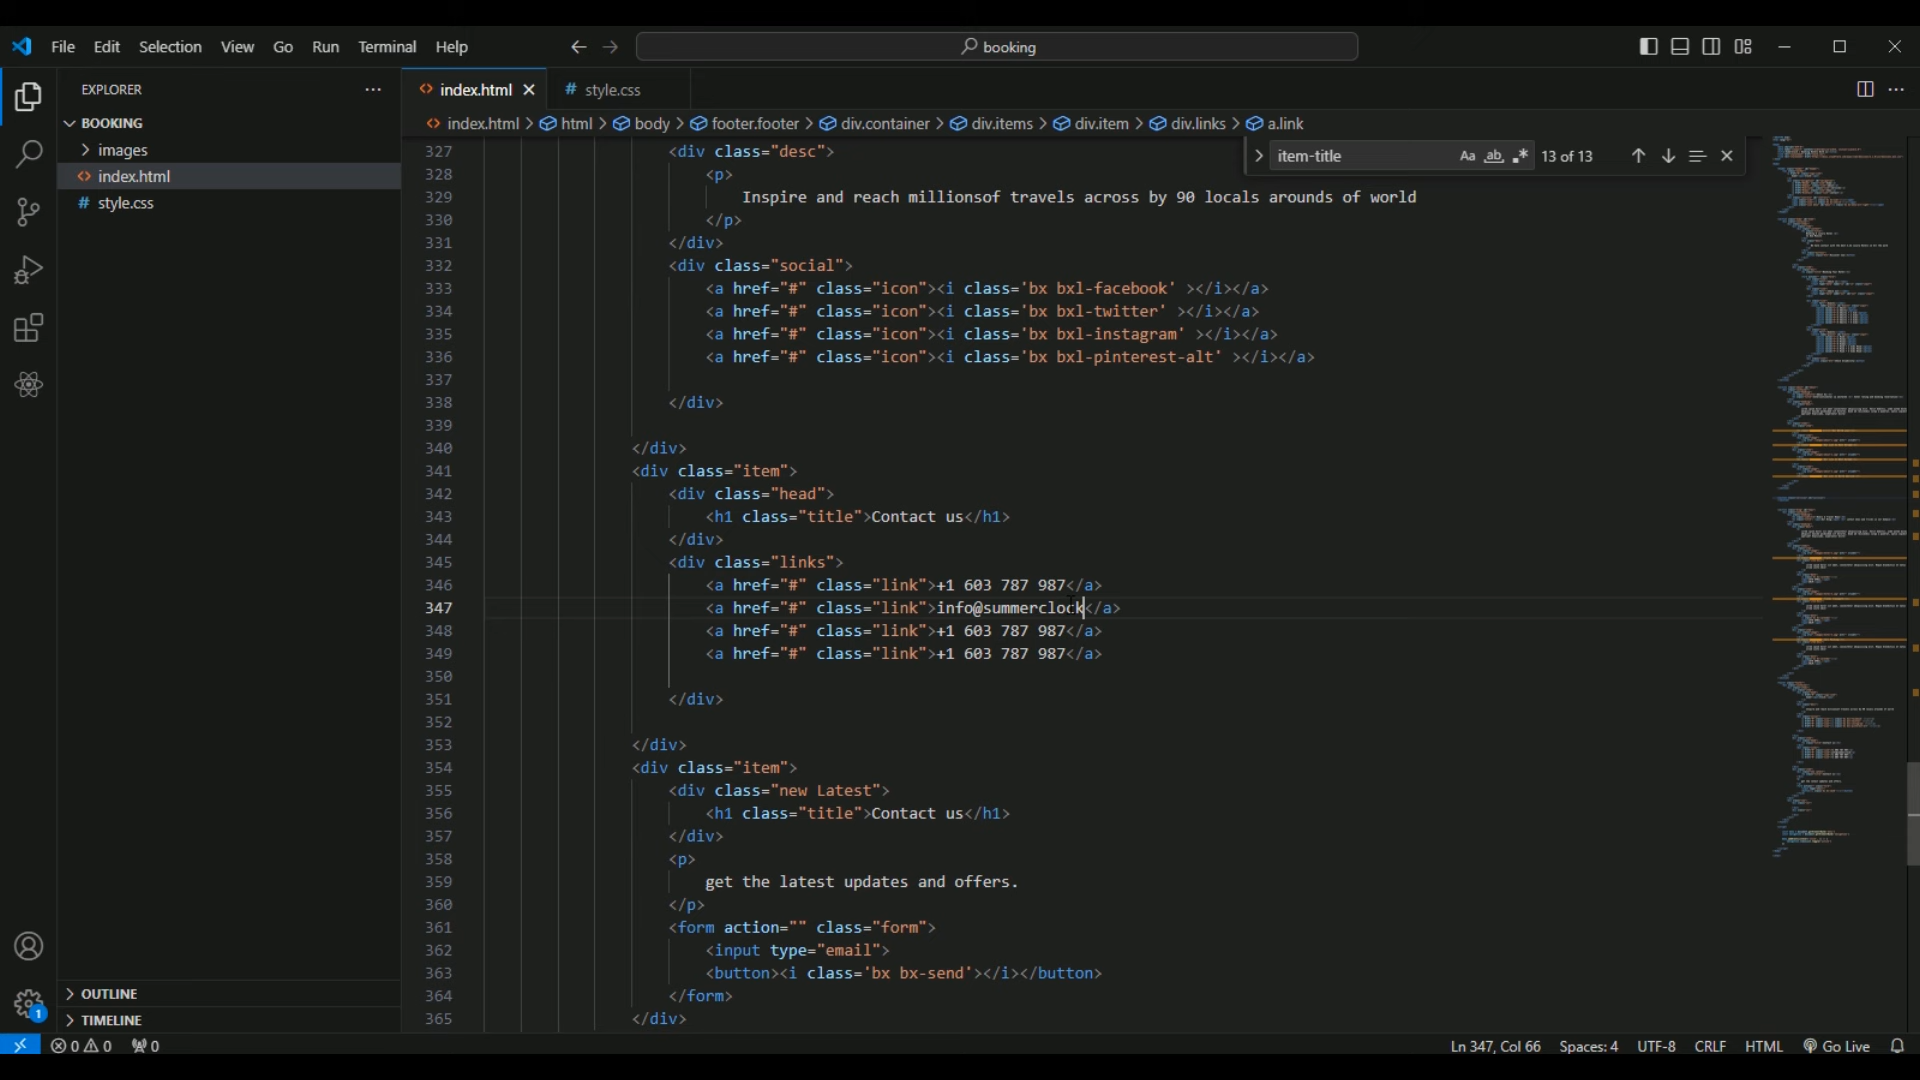 File Edit Selection View Go Run Terminal Help booking
EXPLORER
index.html
style.css
BOOKING
index.html > html > body > footer.footer > div.container > div.items > div.item > div.links > a.link
images
index.html
style.css
item-title Aa ab 13 of 13
327 <div class="desc">
328 <p>
329 Inspire and reach millionsof travels across by 90 locals arounds of world
330 </p>
331 </div>
332 <div class="social">
333 <a href="#" class="icon"><i class='bx bxl-facebook' ></i></a>
334 <a href="#" class="icon"><i class='bx bxl-twitter' ></i></a>
335 <a href="#" class="icon"><i class='bx bxl-instagram' ></i></a>
336 <a href="#" class="icon"><i class='bx bxl-pinterest-alt' ></i></a>
337
338 </div>
339
340 </div>
341 <div class="item">
342 <div class="head">
343 <h1 class="title">Contact us</h1>
344 </div>
345 <div class="links">
346 <a href="#" class="link">+1 603 787 987</a>
347 <a href="#" class="link">info@summerclock</a>
348 <a href="#" class="link">+1 603 787 987</a>
349 <a href="#" class="link">+1 603 787 987</a>
350
351 </div>
352
353 </div>
354 <div class="item">
355 <div class="new Latest">
356 <h1 class="title">Contact us</h1>
357 </div>
358 <p>
359 get the latest updates and offers.
360 </p>
361 <form action="" class="form">
362 <input type="email">
363 <button><i class='bx bx-send'></i></button>
364 </form>
365 </div>
OUTLINE
TIMELINE
1
0 0 0 Ln 347, Col 66 Spaces: 4 UTF-8 CRLF HTML Go Live